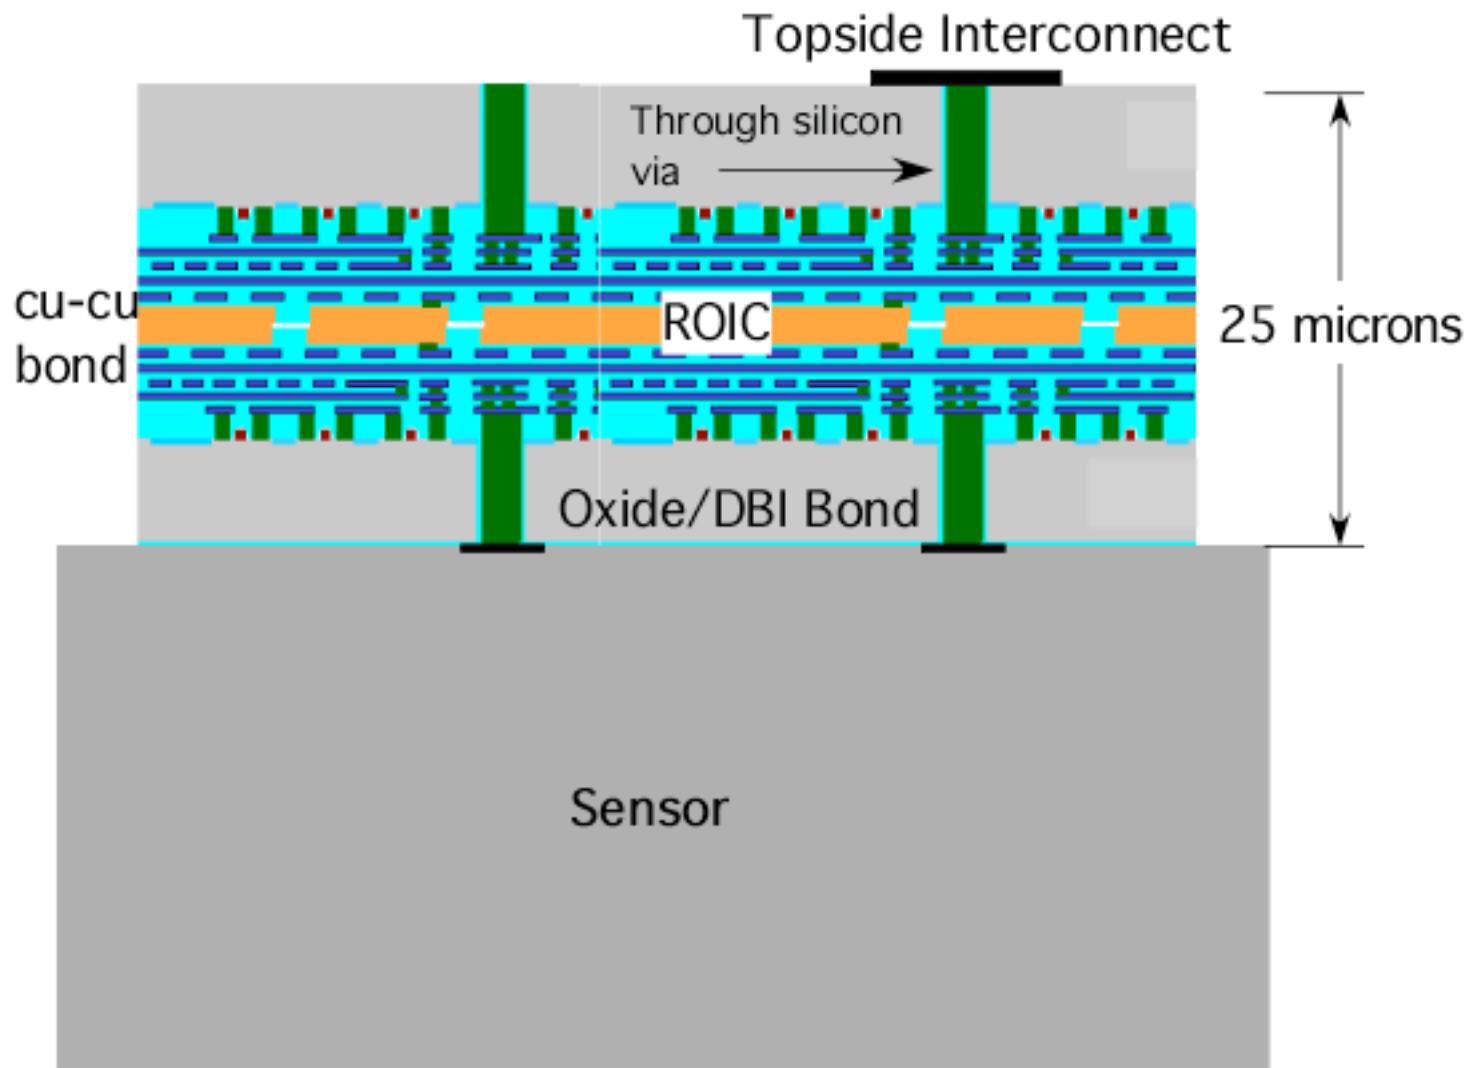 Topside Interconnect
Through silicon
via
cu-cu
bond
ROIC
25 microns
Oxide/DBI Bond
Sensor